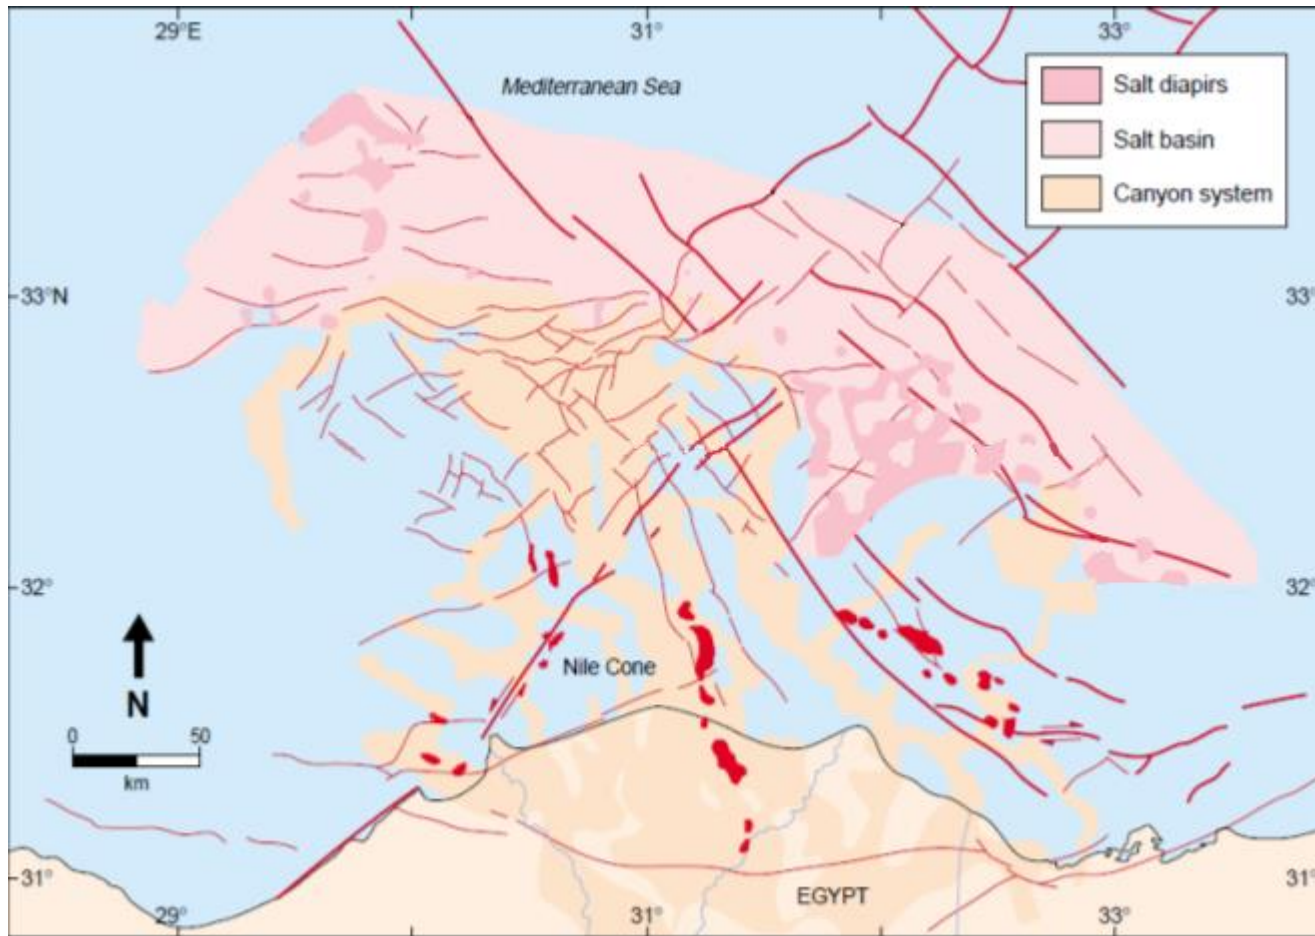 29°E
31°
33°
Mediterranean Sea
Salt diapirs
Salt basin
Canyon system
33°N
33°
32°
32°
N
0
50
km
Nile Cone
31°
31°
EGYPT
29°
31°
33°